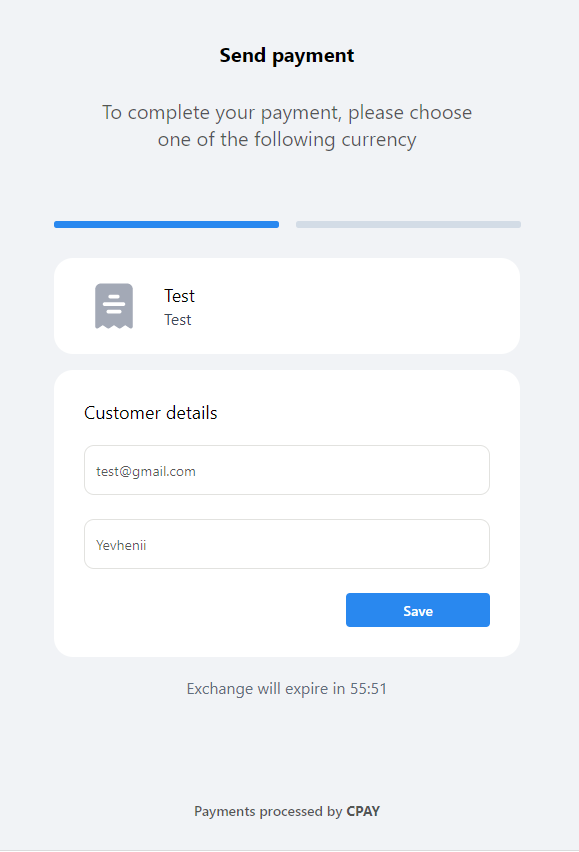 Send payment
To complete your payment, please choose
one of the following currency
Test
Test
Customer details
test@gmail.com
Yevhenii
Save
Exchange will expire in 55:51
Payments processed by CPAY